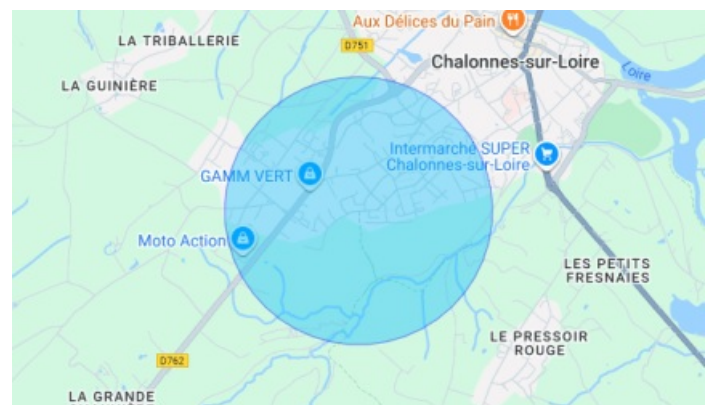 Aux Délices du Pain
LA TRIBALLERIE
D751
Chalonnes-sur-Loire
Loire
LA GUINIÈRE
Intermarche SUPER
Chalonnes-sur-Loire
GAMM VERT
Moto Action
LES PETITS
FRESNAIES
LE PRESSOIR
ROUGE
D762
LA GRANDE